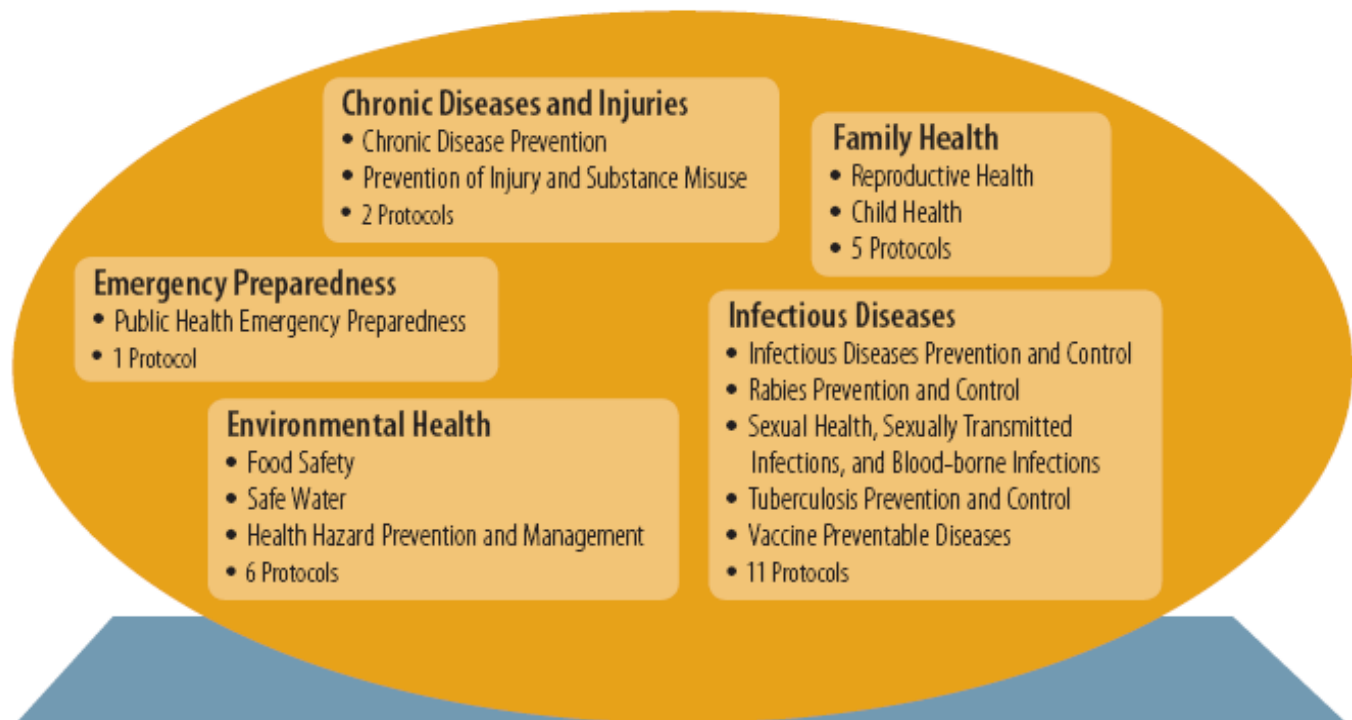 Chronic Diseases and Injuries
• Chronic Disease Prevention
• Prevention of Injury and Substance Misuse
• 2 Protocols
Family Health
• Reproductive Health
• Child Health
• 5 Protocols
Emergency Preparedness
• Public Health Emergency Preparedness
• 1 Protocol
Infectious Diseases
• Infectious Diseases Prevention and Control
• Rabies Prevention and Control
• Sexual Health, Sexually Transmitted
Infections, and Blood-borne Infections
• Tuberculosis Prevention and Control
• Vaccine Preventable Diseases
• 11 Protocols
Environmental Health
• Food Safety
• Safe Water
• Health Hazard Prevention and Management
• 6 Protocols